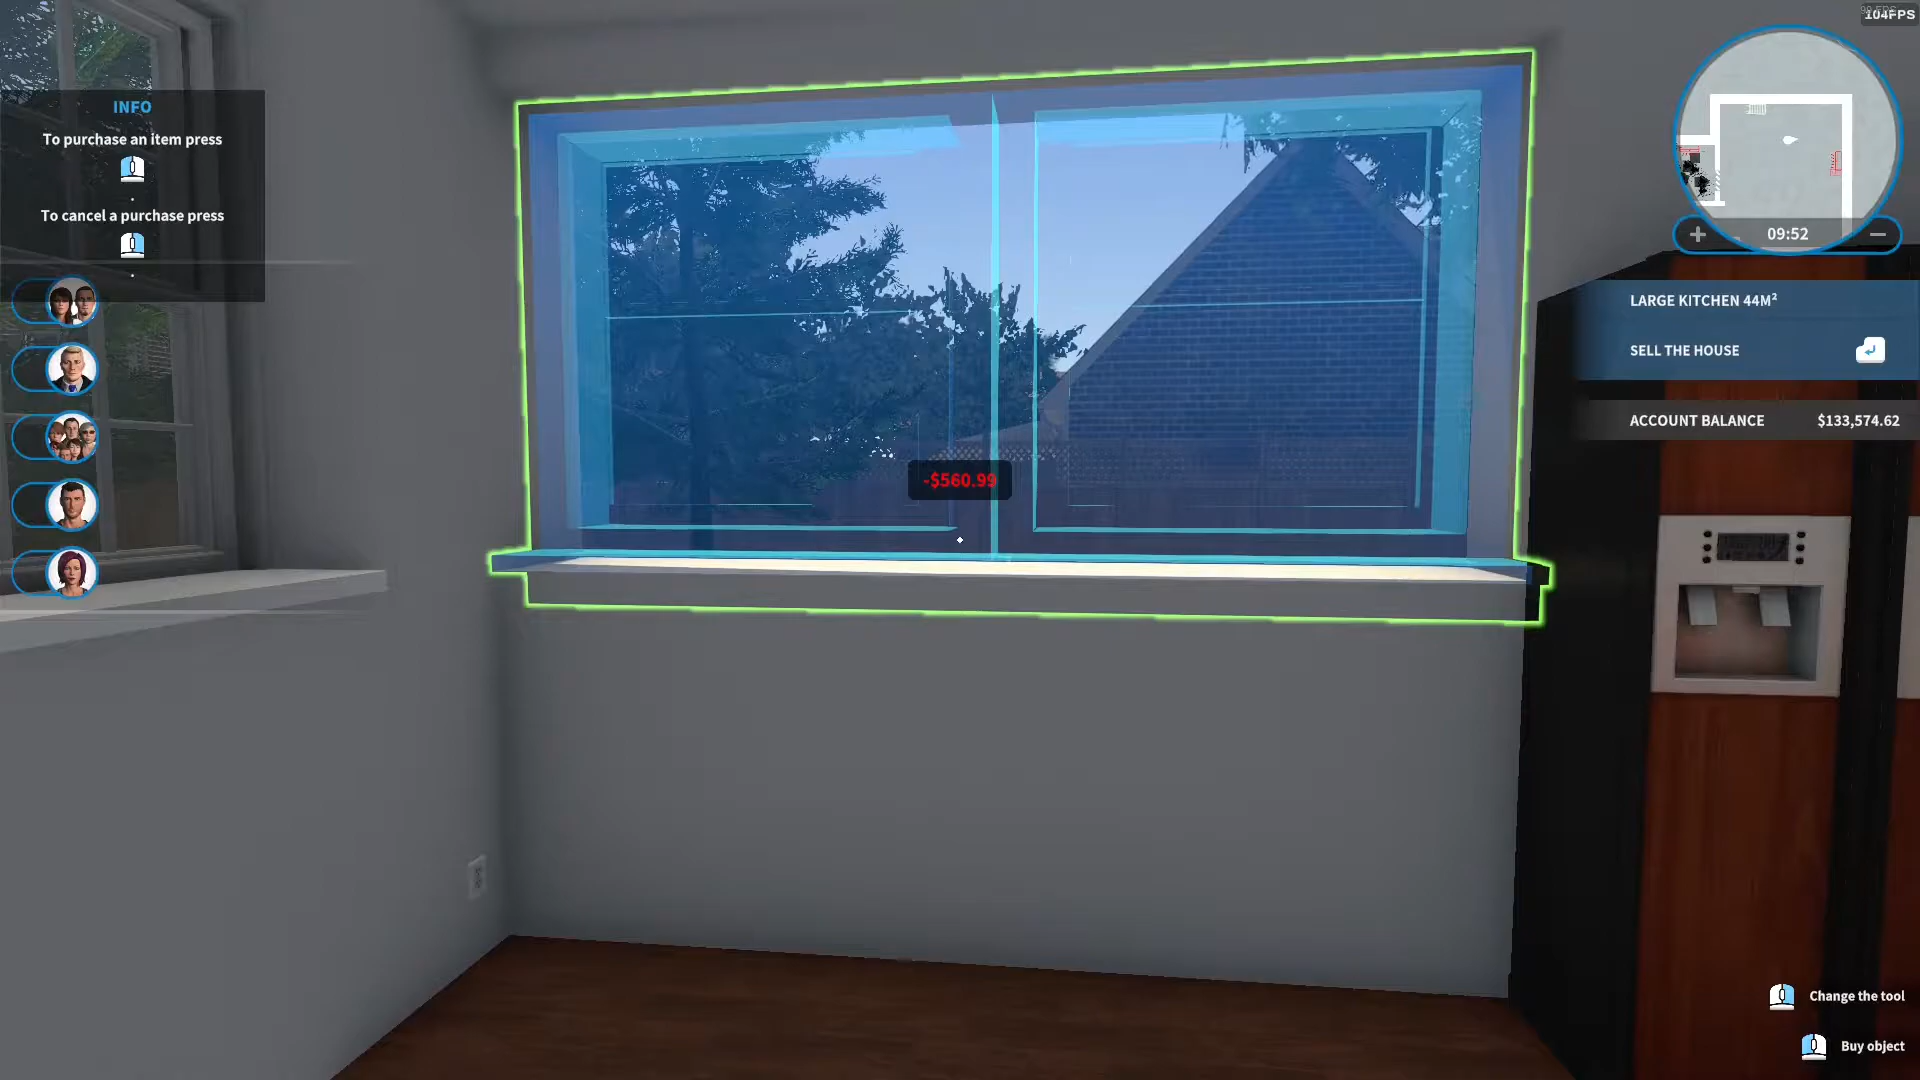 104FPS
INFO
To purchase an item press
.
To cancel a purchase press
.
09:52
LARGE KITCHEN 44M²
SELL THE HOUSE
ACCOUNT BALANCE $133,574.62
-$560.99
Change the tool
Buy object